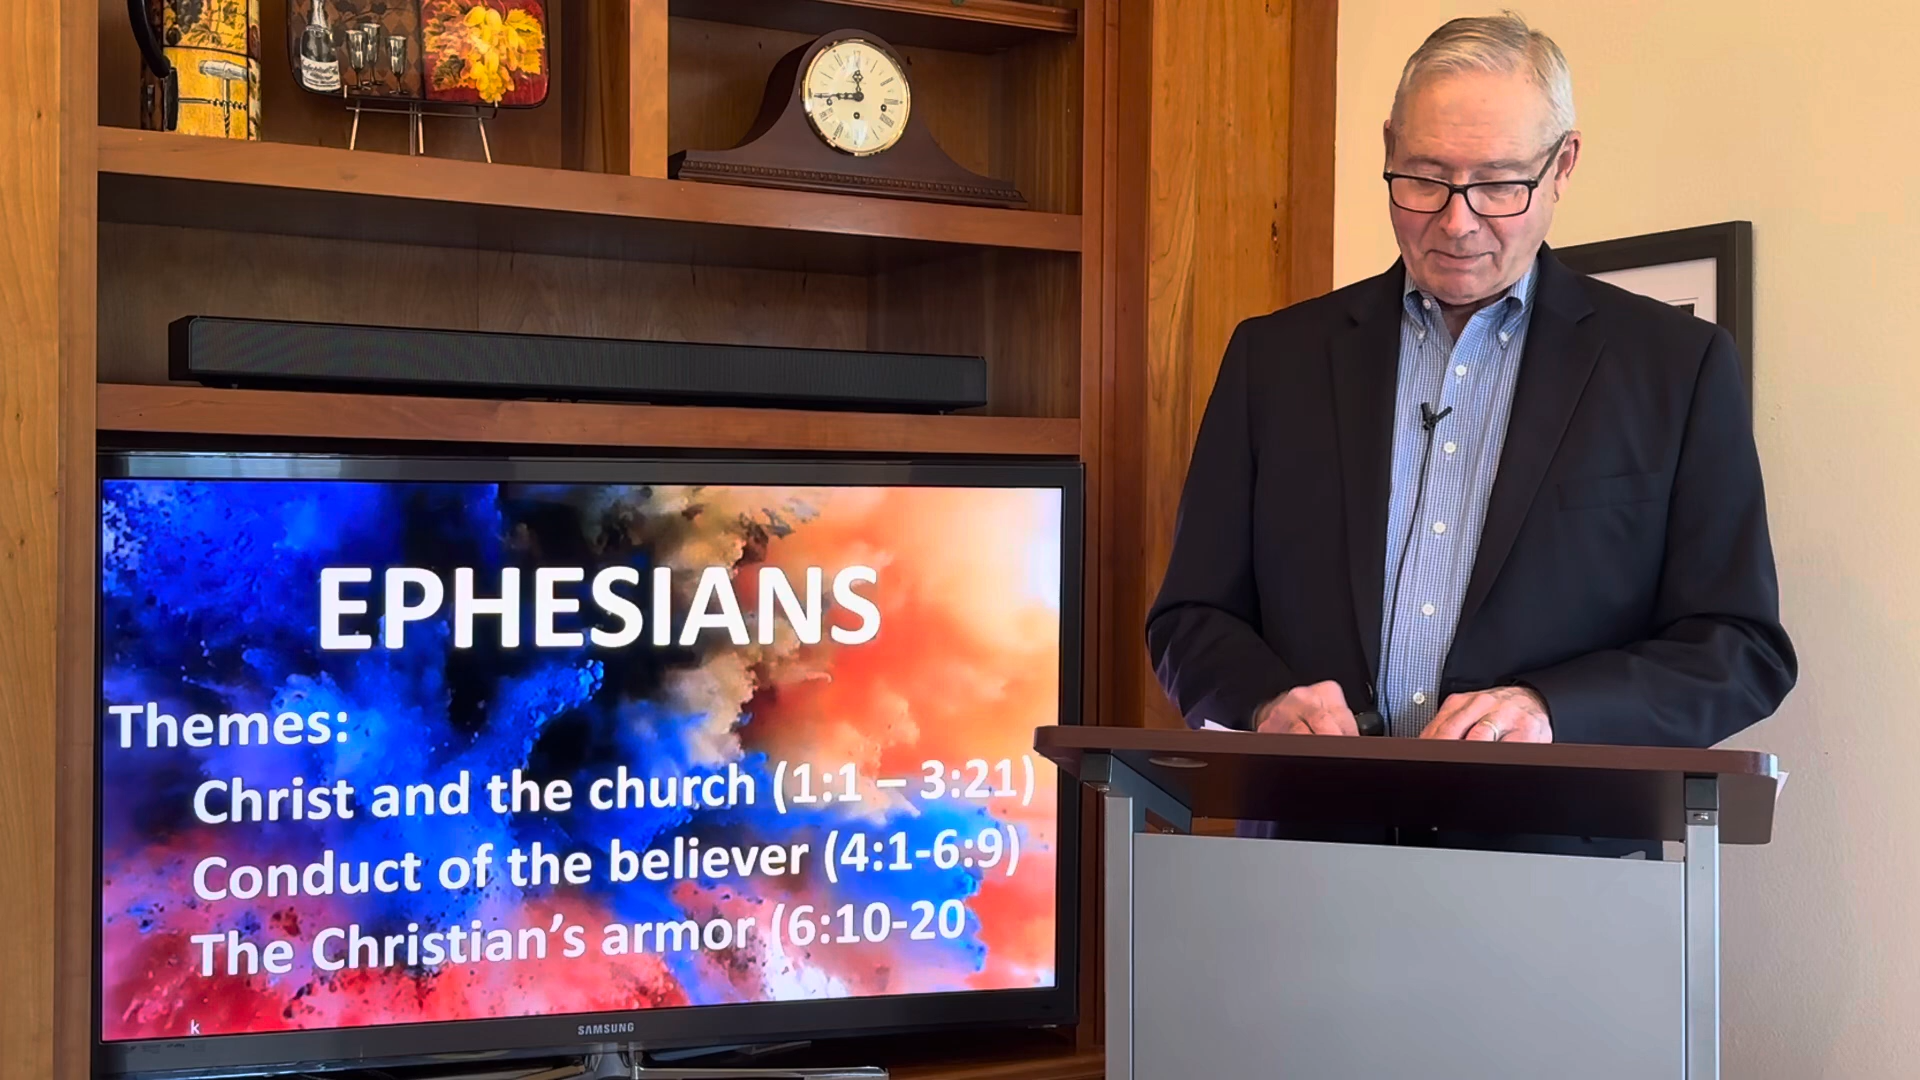 EPHESIANS
Themes:
Christ and the church (1:1 – 3:21)
Conduct of the believer (4:1-6:9)
The Christian’s armor (6:10-20
k
SAMSUNG